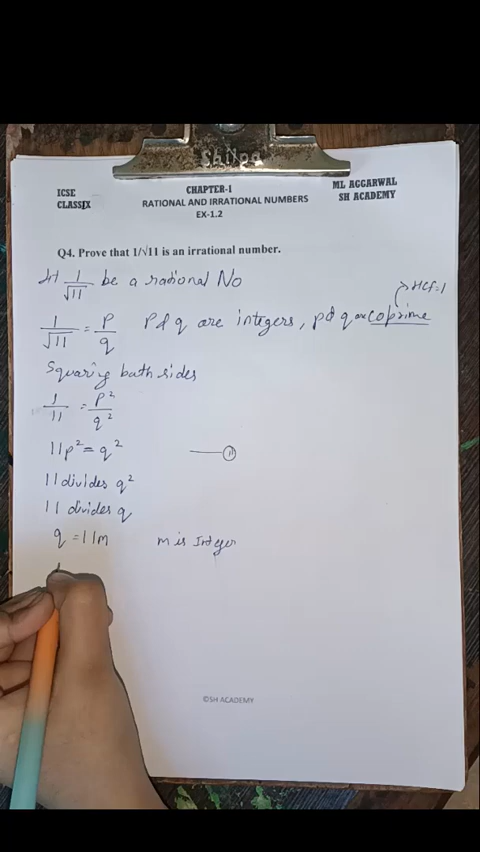 Shilpa
ICSE
CLASS IX
CHAPTER-1
RATIONAL AND IRRATIONAL NUMBERS
EX-1.2
ML AGGARWAL
SH ACADEMY
Q4. Prove that 1/√11 is an irrational number.
let 1/√11 be a rational No
HCF=1
1/√11 = P/q P & q are integers, p & q are coprime
Squaring both sides
1/11 = P²/q²
11p² = q²
11 divides q²
11 divides q
q = 11m m is Integer
©SH ACADEMY